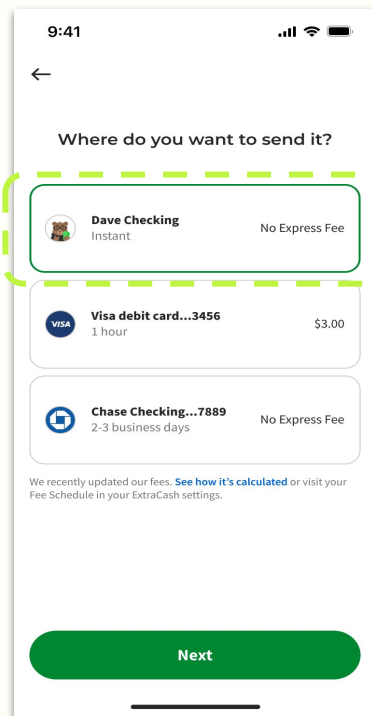 9:41
Where do you want to send it?
Dave Checking
Instant
No Express Fee
VISA
Visa debit card...3456
1 hour
$3.00
Chase Checking...7889
2-3 business days
No Express Fee
We recently updated our fees. See how it's calculated or visit your
Fee Schedule in your ExtraCash settings.
Next